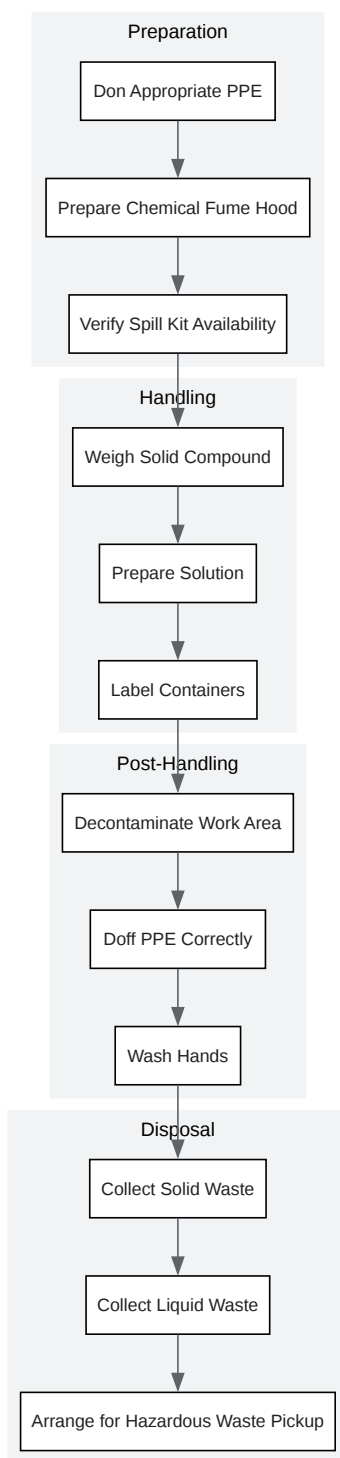 Preparation
Don Appropriate PPE
Prepare Chemical Fume Hood
Verify Spill Kit Availability
Handling
Weigh Solid Compound
Prepare Solution
Label Containers
Post-Handling
Decontaminate Work Area
Doff PPE Correctly
Wash Hands
Disposal
Collect Solid Waste
Collect Liquid Waste
Arrange for Hazardous Waste Pickup